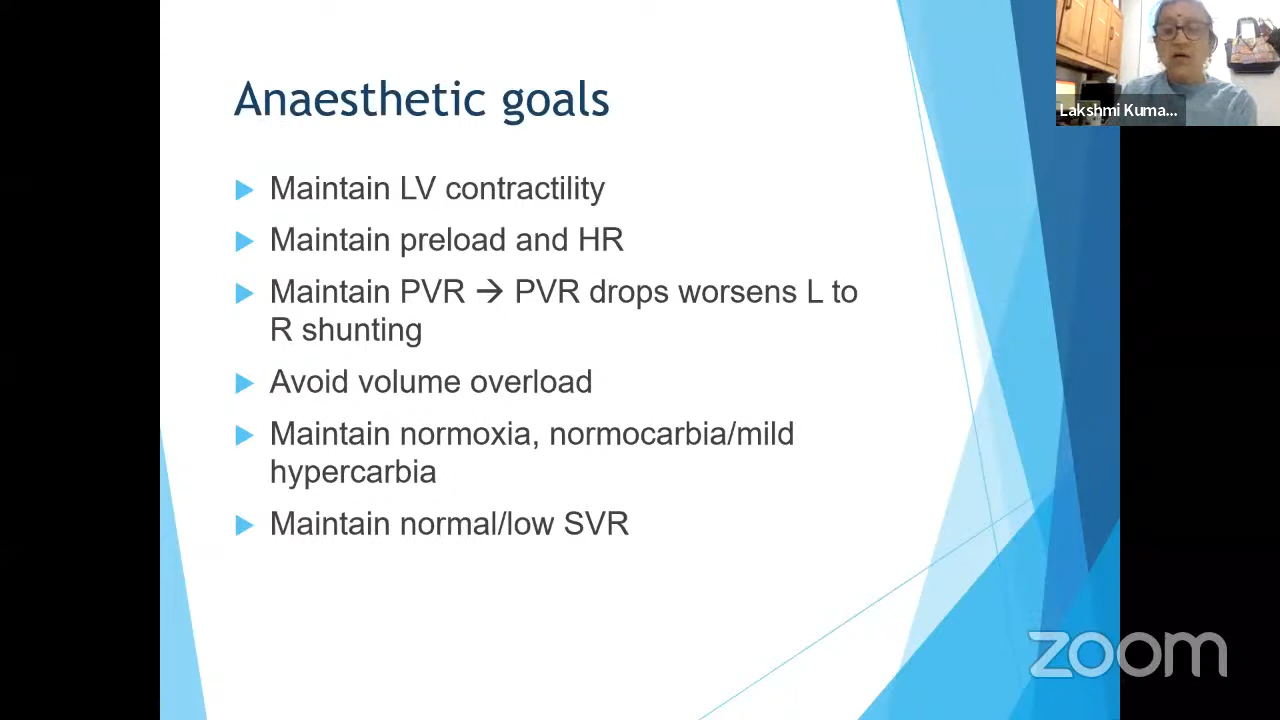 Anaesthetic goals
Maintain LV contractility
Maintain preload and HR
Maintain PVR → PVR drops worsens L to
R shunting
Avoid volume overload
Maintain normoxia, normocarbia/mild
hypercarbia
Maintain normal/low SVR
Lakshmi Kuma...
zoom